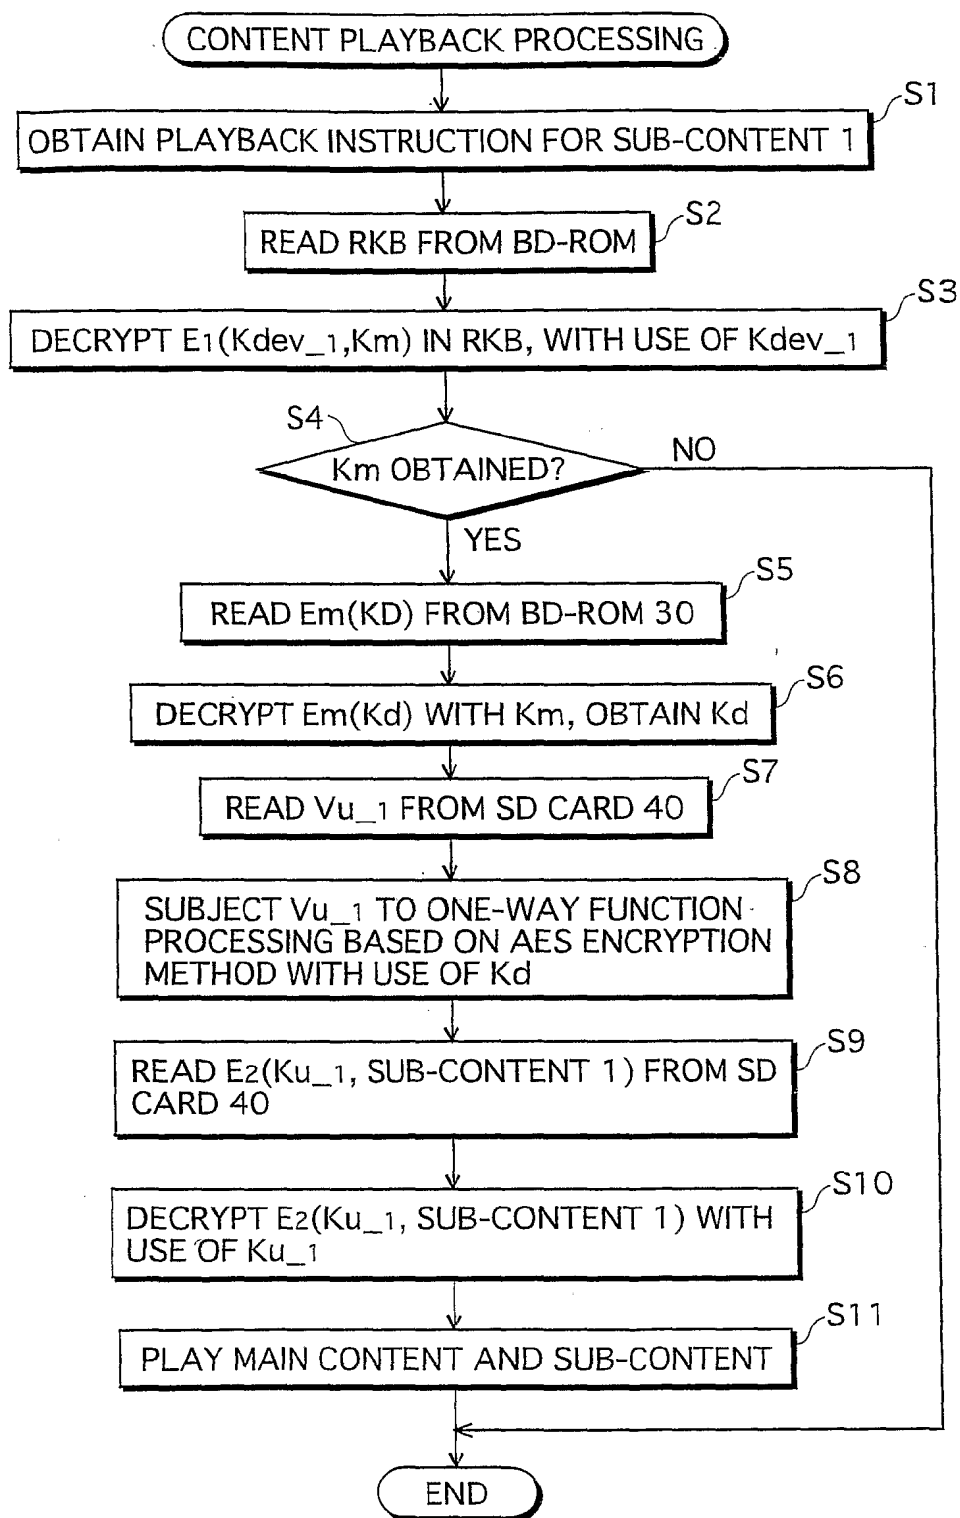 CONTENT PLAYBACK PROCESSING
S1
OBTAIN PLAYBACK INSTRUCTION FOR SUB-CONTENT 1
S2
READ RKB FROM BD-ROM
S3
DECRYPT E1(Kdev_1,Km) IN RKB, WITH USE OF Kdev_1
S4
Km OBTAINED?
NO
YES
S5
READ Em(KD) FROM BD-ROM 30
S6
DECRYPT Em(Kd) WITH Km, OBTAIN Kd
S7
READ Vu_1 FROM SD CARD 40
S8
SUBJECT Vu_1 TO ONE-WAY FUNCTION
PROCESSING BASED ON AES ENCRYPTION
METHOD WITH USE OF Kd
S9
READ E2(Ku_1, SUB-CONTENT 1) FROM SD
CARD 40
S10
DECRYPT E2(Ku_1, SUB-CONTENT 1) WITH
USE OF Ku_1
S11
PLAY MAIN CONTENT AND SUB-CONTENT
END